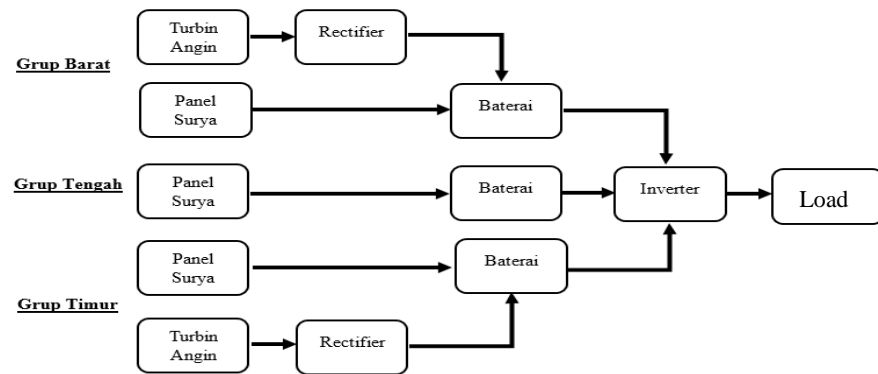 Turbin
Angin
Rectifier
Grup Barat
Panel
Surya
Baterai
Grup Tengah
Panel
Surya
Baterai
Inverter
Load
Panel
Surya
Baterai
Grup Timur
Turbin
Angin
Rectifier